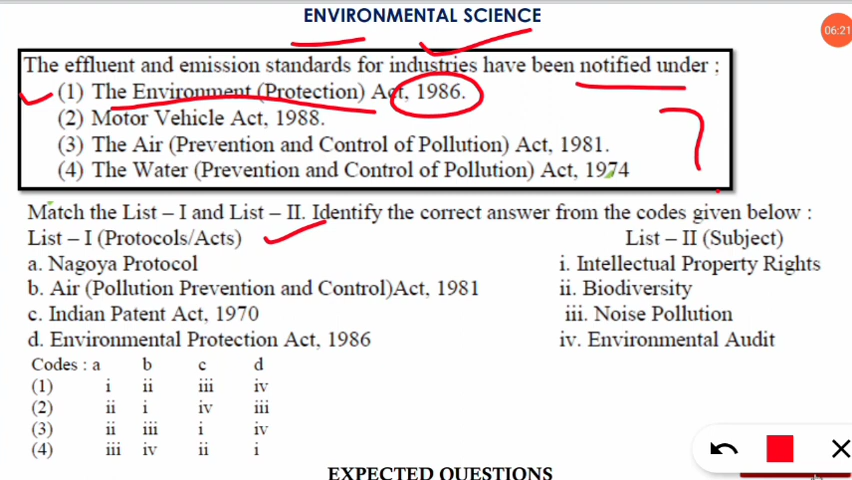 ENVIRONMENTAL SCIENCE
06:21
The effluent and emission standards for industries have been notified under ;
(1) The Environment (Protection) Act, 1986.
(2) Motor Vehicle Act, 1988.
(3) The Air (Prevention and Control of Pollution) Act, 1981.
(4) The Water (Prevention and Control of Pollution) Act, 1974
Match the List – I and List – II. Identify the correct answer from the codes given below :
List – I (Protocols/Acts) List – II (Subject)
a. Nagoya Protocol i. Intellectual Property Rights
b. Air (Pollution Prevention and Control)Act, 1981 ii. Biodiversity
c. Indian Patent Act, 1970 iii. Noise Pollution
d. Environmental Protection Act, 1986 iv. Environmental Audit
Codes : a b c d
(1) i ii iii iv
(2) ii i iv iii
(3) ii iii i iv
(4) iii iv ii i
EXPECTED QUESTIONS